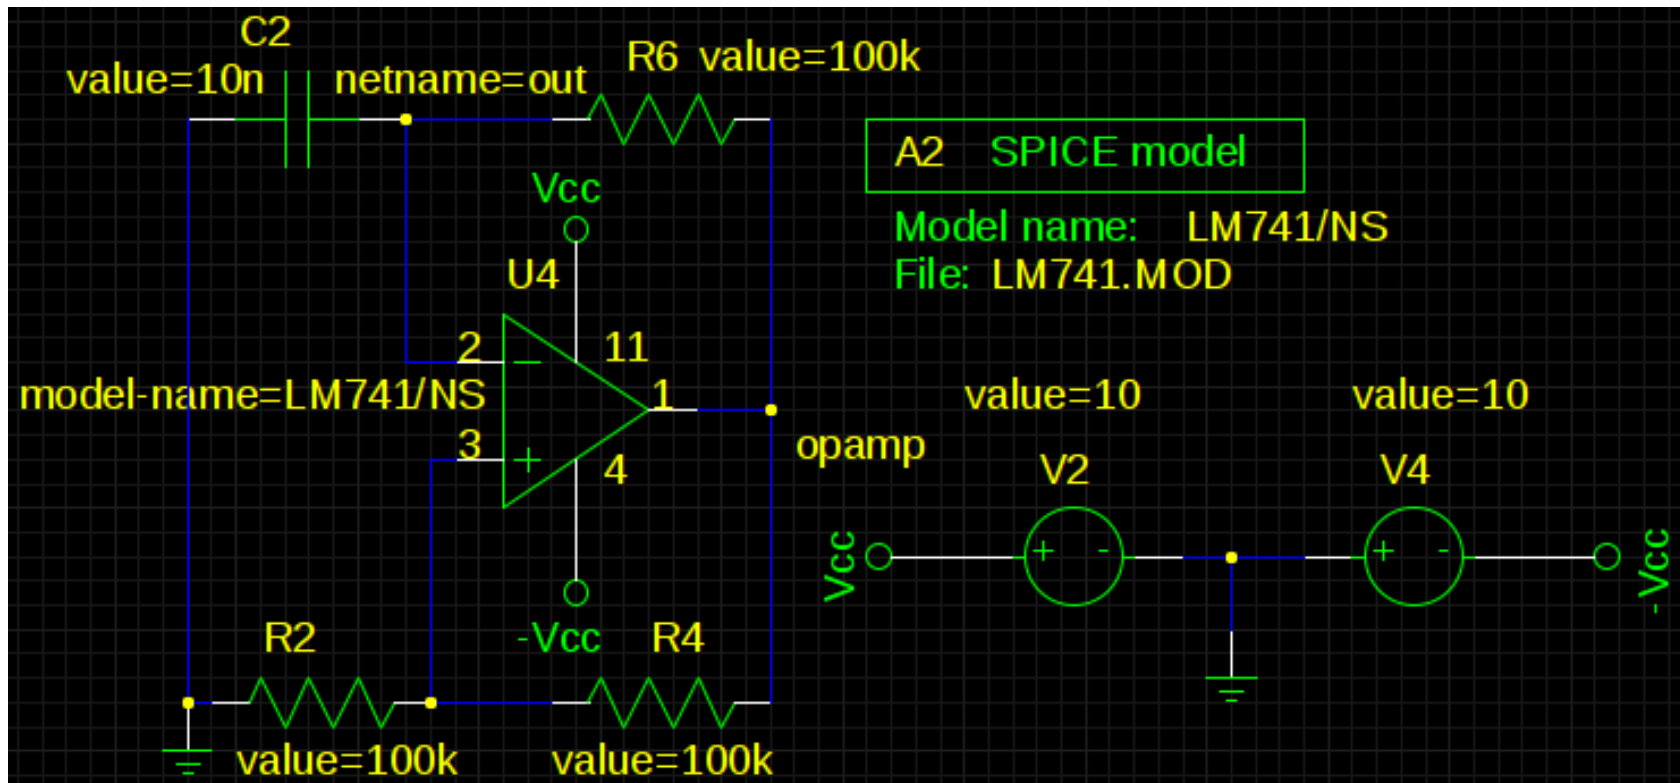 C2
value=10n
netname=out
R6 value=100k
A2 SPICE model
Vcc
Model name: LM741/NS
U4
File: LM741.MOD
2
11
model-name=LM741/NS
1
value=10
value=10
3
4
opamp
V2
V4
+ -
+ -
Vcc
-Vcc
R2
-Vcc
R4
value=100k
value=100k